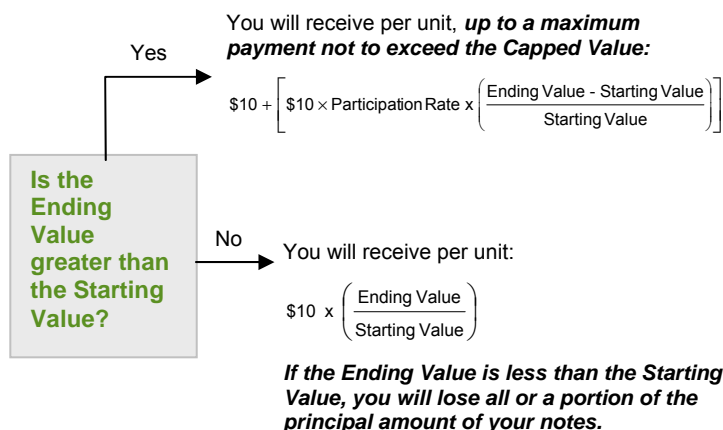 Yes
You will receive per unit, up to a maximum
payment not to exceed the Capped Value:
$10 + [ $10 × Participation Rate x ( Ending Value - Starting Value / Starting Value ) ]
Is the
Ending
Value
greater than
the Starting
Value?
No
You will receive per unit:
$10 x ( Ending Value / Starting Value )
If the Ending Value is less than the Starting
Value, you will lose all or a portion of the
principal amount of your notes.